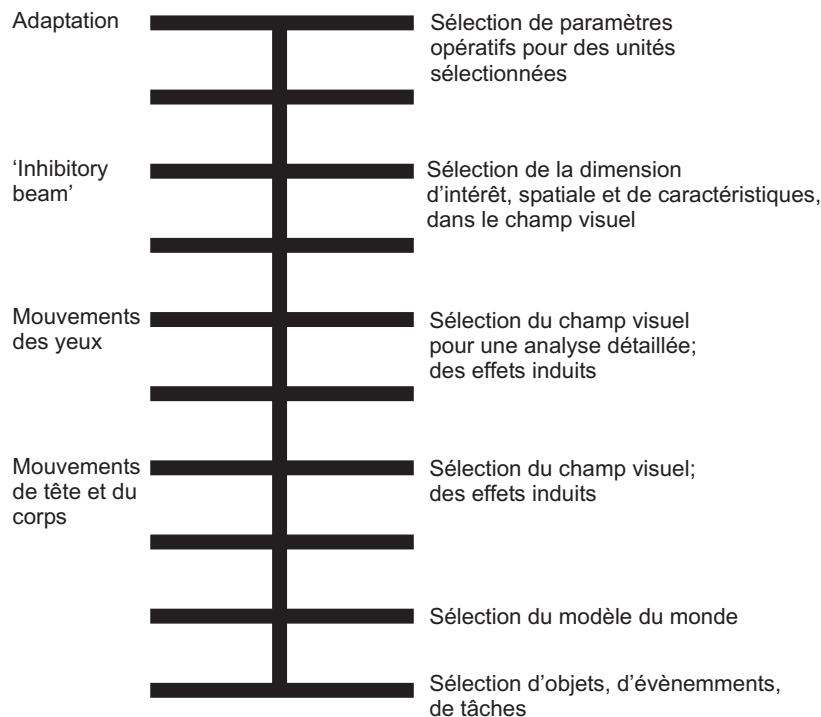 Adaptation
Sélection de paramètres
opératifs pour des unités
sélectionnées
‘Inhibitory
beam’
Sélection de la dimension
d’intérêt, spatiale et de caractéristiques,
dans le champ visuel
Mouvements
des yeux
Sélection du champ visuel
pour une analyse détaillée;
des effets induits
Mouvements
de tête et du
corps
Sélection du champ visuel;
des effets induits
Sélection du modèle du monde
Sélection d’objets, d’évènemments,
de tâches